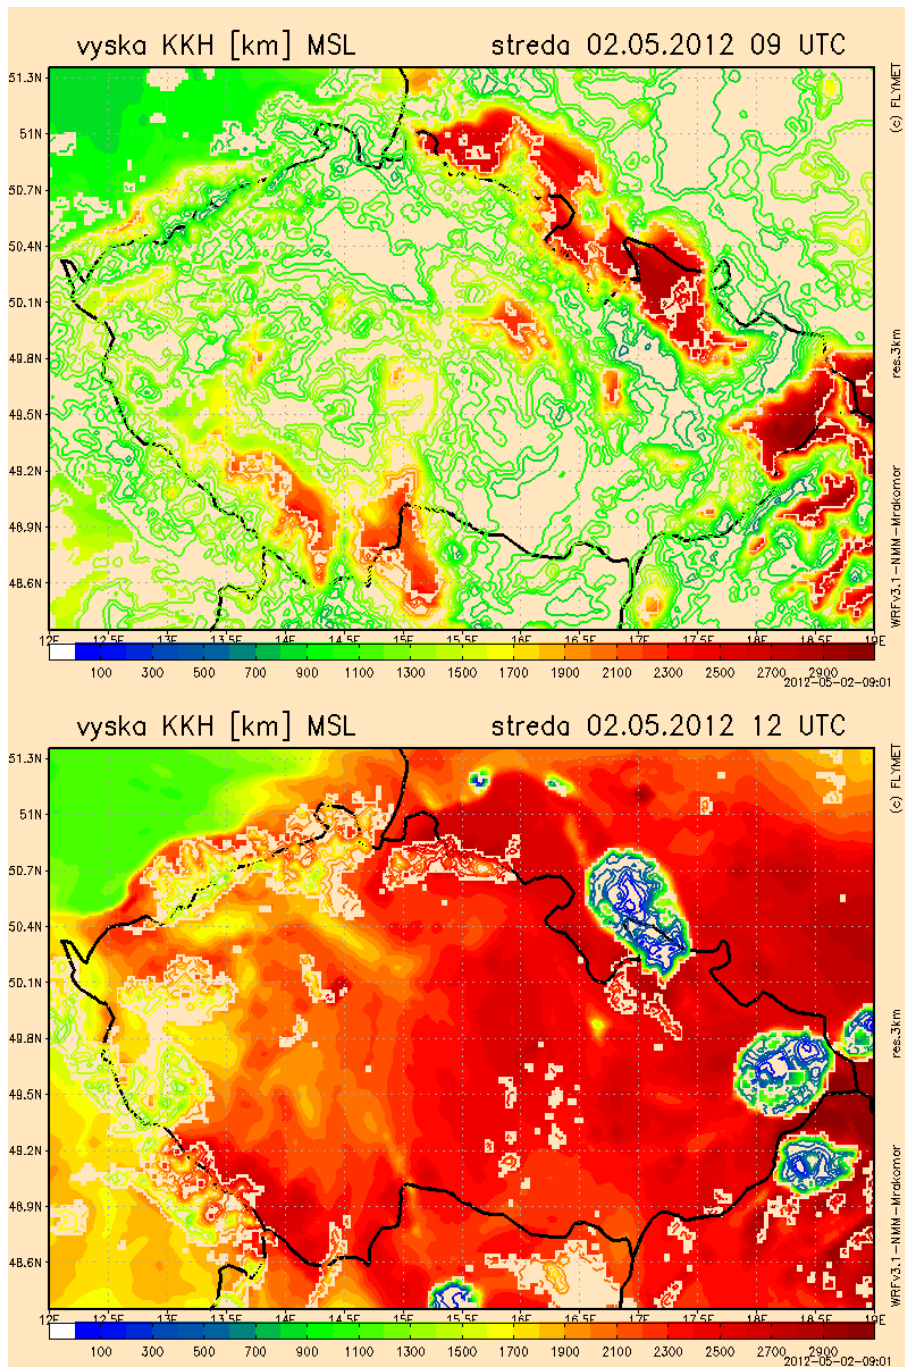 vyska KKH [km] MSL streda 02.05.2012 09 UTC
(c) FLYMET
51.3N
51N
50.7N
50.4N
50.1N
49.8N
49.5N
49.2N
48.9N
48.6N
res.3km
WRFv3.1-NMM-Mrakomor
12E 12.5E 13E 13.5E 14E 14.5E 15E 15.5E 16E 16.5E 17E 17.5E 18E 18.5E 19E
100 300 500 700 900 1100 1300 1500 1700 1900 2100 2300 2500 2700 2900
2012-05-02-09:01
vyska KKH [km] MSL streda 02.05.2012 12 UTC
(c) FLYMET
51.3N
51N
50.7N
50.4N
50.1N
49.8N
49.5N
49.2N
48.9N
48.6N
res.3km
WRFv3.1-NMM-Mrakomor
12E 12.5E 13E 13.5E 14E 14.5E 15E 15.5E 16E 16.5E 17E 17.5E 18E 18.5E 19E
100 300 500 700 900 1100 1300 1500 1700 1900 2100 2300 2500 2700 2900
2012-05-02-09:01